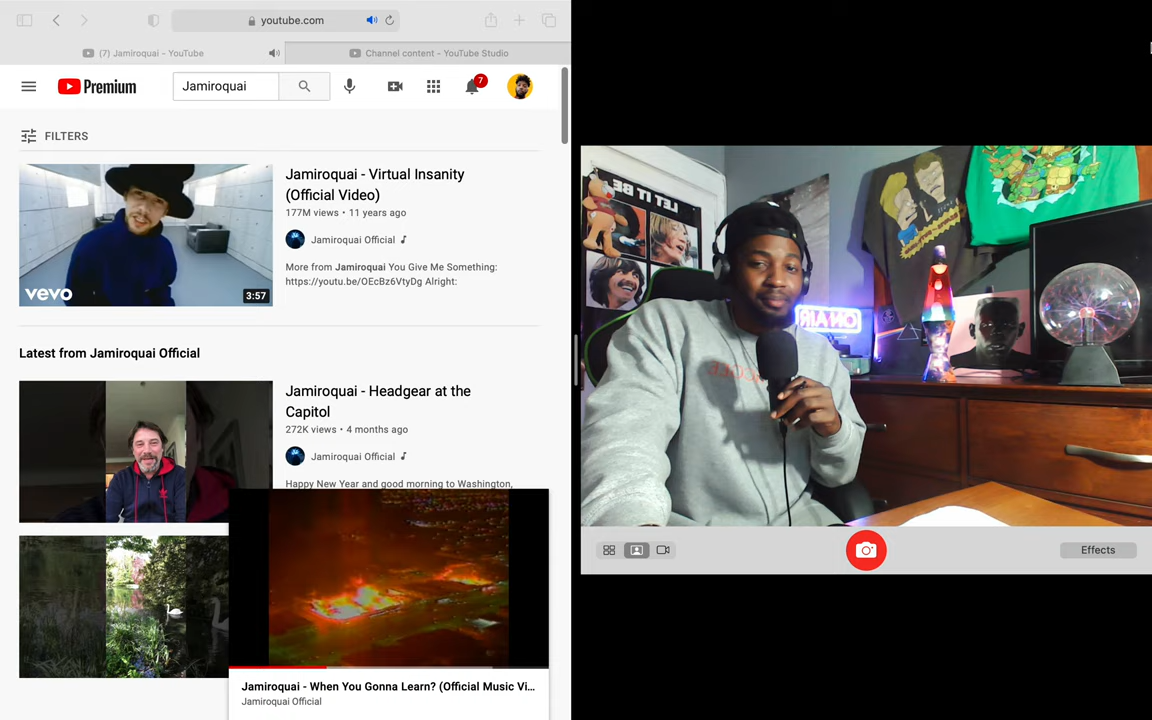 youtube.com
(7) Jamiroquai - YouTube
Channel content - YouTube Studio
Premium
Jamiroquai
7
FILTERS
Jamiroquai - Virtual Insanity
(Official Video)
177M views • 11 years ago
Jamiroquai Official
More from Jamiroquai You Give Me Something:
https://youtu.be/OEcBz6VtyDg Alright:
vevo
3:57
Latest from Jamiroquai Official
Jamiroquai - Headgear at the
Capitol
272K views • 4 months ago
Jamiroquai Official
Happy New Year and good morning to Washington,
Jamiroquai - When You Gonna Learn? (Official Music Vi...
Jamiroquai Official
LET IT BE
ON AIR
Effects